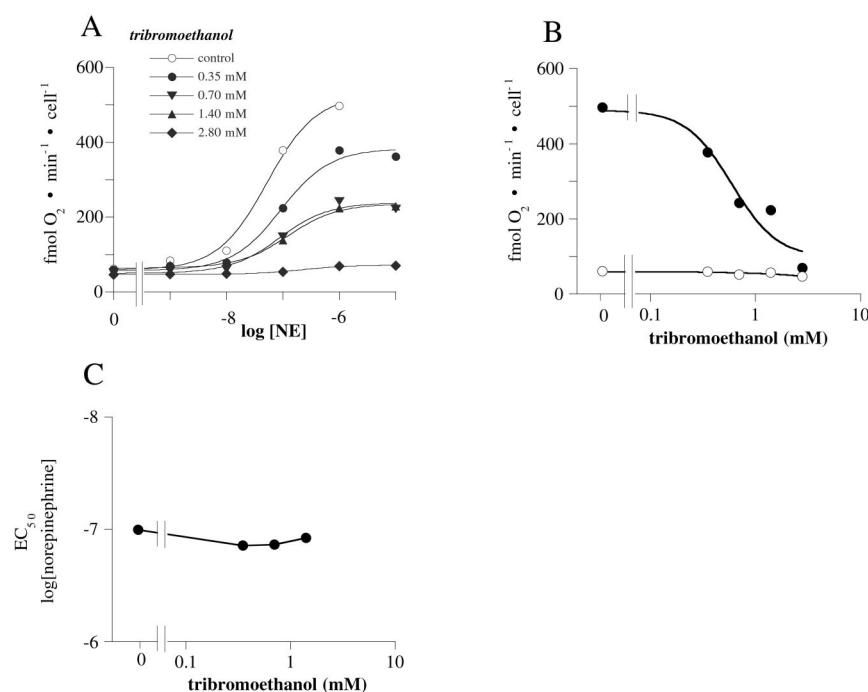 A
tribromoethanol
control
0.35 mM
0.70 mM
1.40 mM
2.80 mM
600
400
200
0
fmol O₂ • min⁻¹ • cell⁻¹
0
-8
-6
log [NE]
B
600
400
200
0
fmol O₂ • min⁻¹ • cell⁻¹
0
0.1
1
10
tribromoethanol (mM)
C
-8
-7
-6
EC₅₀
log[norepinephrine]
0
0.1
1
10
tribromoethanol (mM)